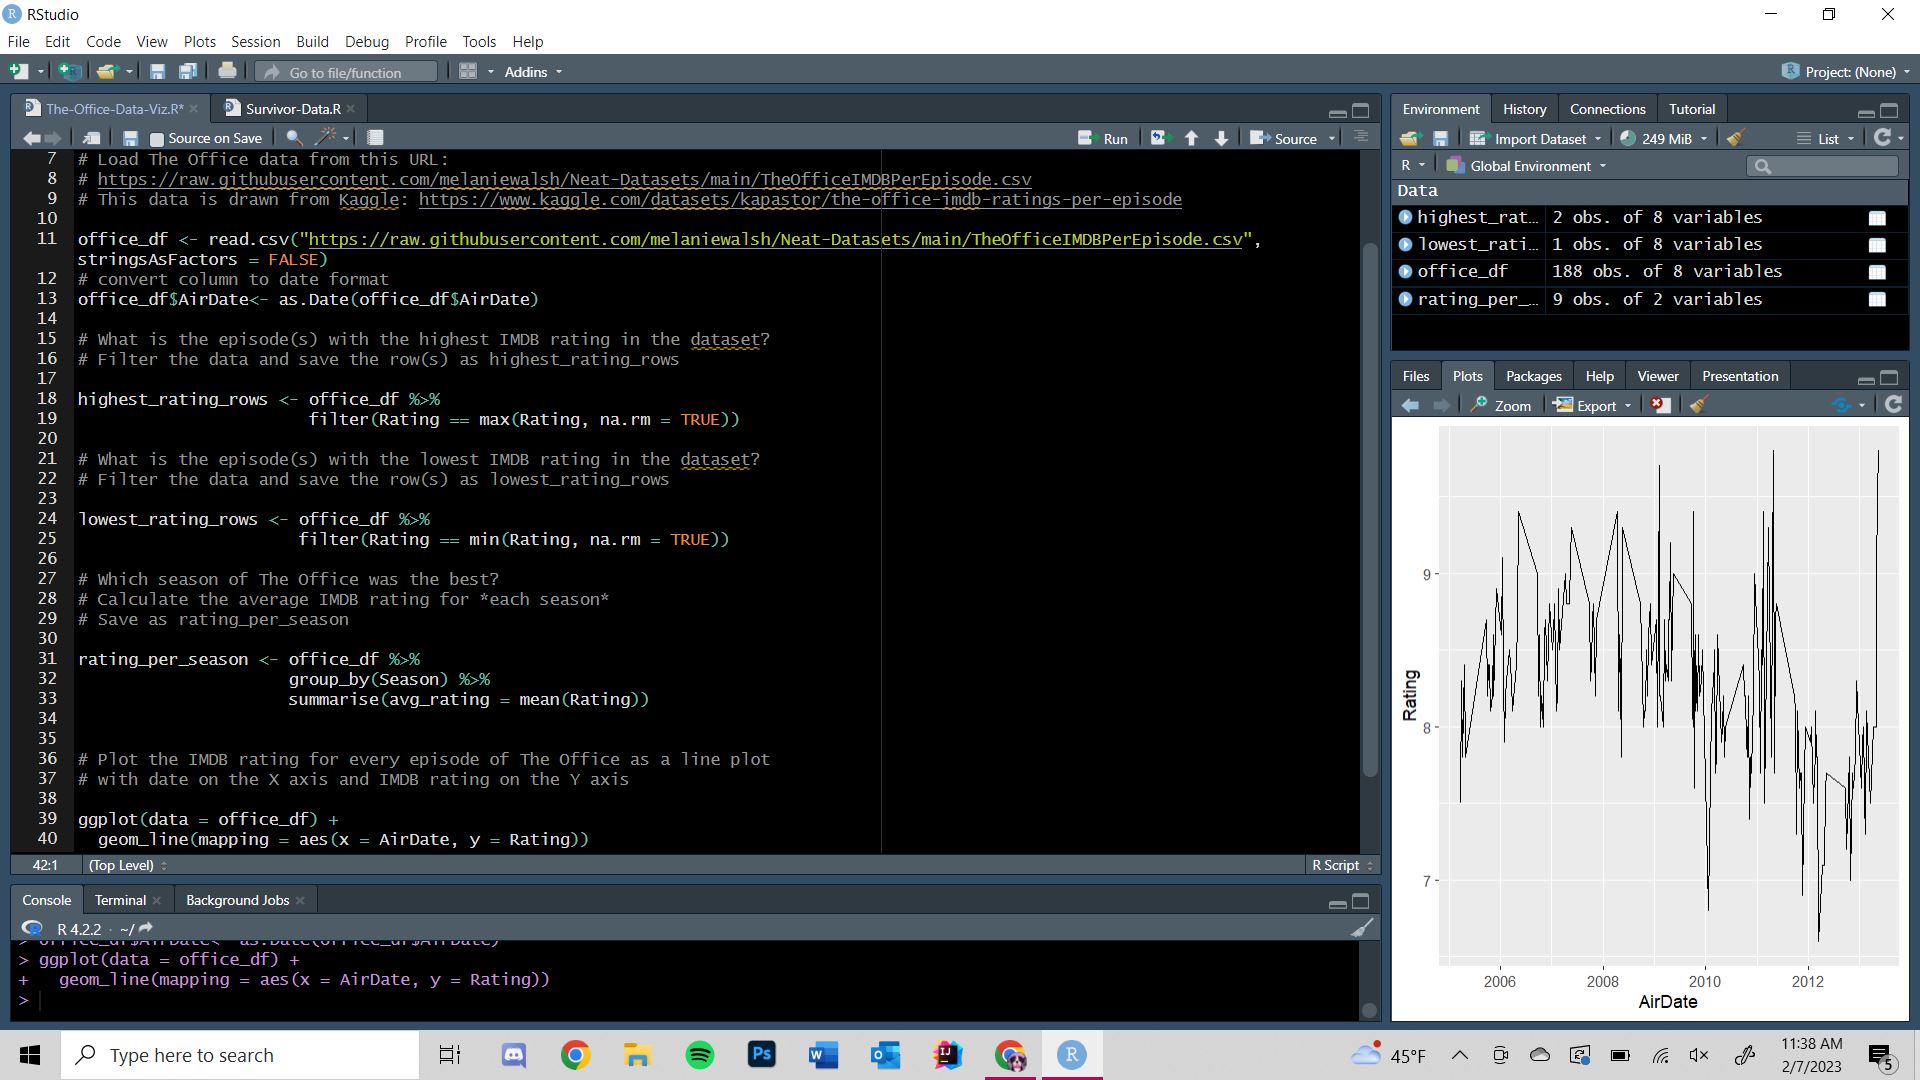 RStudio
File Edit Code View Plots Session Build Debug Profile Tools Help
Go to file/function Addins Project: (None)
The-Office-Data-Viz.R* Survivor-Data.R
Source on Save Run Source
7 # Load The Office data from this URL:
8 # https://raw.githubusercontent.com/melaniewalsh/Neat-Datasets/main/TheOfficeIMDBPerEpisode.csv
9 # This data is drawn from Kaggle: https://www.kaggle.com/datasets/kapastor/the-office-imdb-ratings-per-episode
10
11 office_df <- read.csv("https://raw.githubusercontent.com/melaniewalsh/Neat-Datasets/main/TheOfficeIMDBPerEpisode.csv",
stringsAsFactors = FALSE)
12 # convert column to date format
13 office_df$AirDate<- as.Date(office_df$AirDate)
14
15 # What is the episode(s) with the highest IMDB rating in the dataset?
16 # Filter the data and save the row(s) as highest_rating_rows
17
18 highest_rating_rows <- office_df %>%
19 filter(Rating == max(Rating, na.rm = TRUE))
20
21 # What is the episode(s) with the lowest IMDB rating in the dataset?
22 # Filter the data and save the row(s) as lowest_rating_rows
23
24 lowest_rating_rows <- office_df %>%
25 filter(Rating == min(Rating, na.rm = TRUE))
26
27 # Which season of The Office was the best?
28 # Calculate the average IMDB rating for *each season*
29 # Save as rating_per_season
30
31 rating_per_season <- office_df %>%
32 group_by(Season) %>%
33 summarise(avg_rating = mean(Rating))
34
35
36 # Plot the IMDB rating for every episode of The Office as a line plot
37 # with date on the X axis and IMDB rating on the Y axis
38
39 ggplot(data = office_df) +
40 geom_line(mapping = aes(x = AirDate, y = Rating))
42:1 (Top Level) R Script
Console Terminal Background Jobs
R 4.2.2 · ~/
> office_df$AirDate<- as.Date(office_df$AirDate)
> ggplot(data = office_df) +
+ geom_line(mapping = aes(x = AirDate, y = Rating))
>
Environment History Connections Tutorial
Import Dataset 249 MiB List
R Global Environment
Data
highest_rat… 2 obs. of 8 variables
lowest_rati… 1 obs. of 8 variables
office_df 188 obs. of 8 variables
rating_per_… 9 obs. of 2 variables
Files Plots Packages Help Viewer Presentation
Zoom Export
Rating
9
8
7
2006 2008 2010 2012
AirDate
Type here to search
Ps
W
IJ
R
45°F
11:38 AM
2/7/2023
5